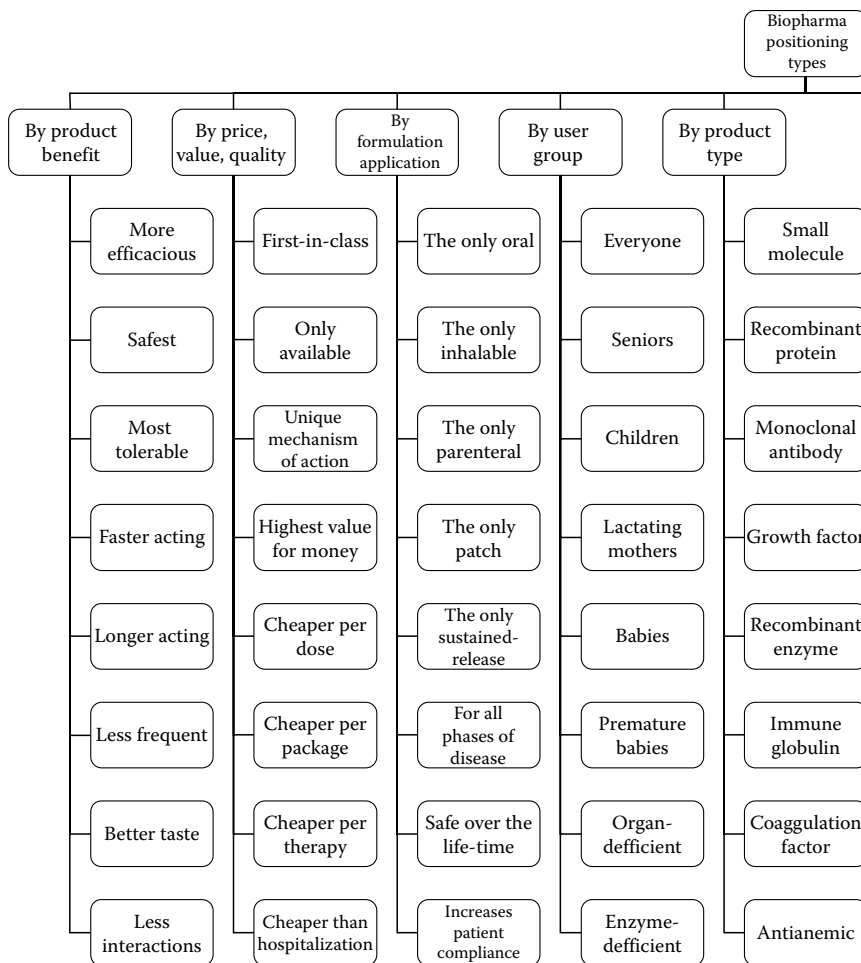 Biopharma
positioning
types
By product
benefit
By price,
value, quality
By
formulation
application
By user
group
By product
type
More
efficacious
First-in-class
The only oral
Everyone
Small
molecule
Safest
Only
available
The only
inhalable
Seniors
Recombinant
protein
Most
tolerable
Unique
mechanism
of action
The only
parenteral
Children
Monoclonal
antibody
Faster acting
Highest value
for money
The only
patch
Lactating
mothers
Growth factor
Longer acting
Cheaper per
dose
The only
sustained-
release
Babies
Recombinant
enzyme
Less frequent
Cheaper per
package
For all
phases of
disease
Premature
babies
Immune
globulin
Better taste
Cheaper per
therapy
Safe over the
life-time
Organ-
defficient
Coaggulation
factor
Less
interactions
Cheaper than
hospitalization
Increases
patient
compliance
Enzyme-
defficient
Antianemic